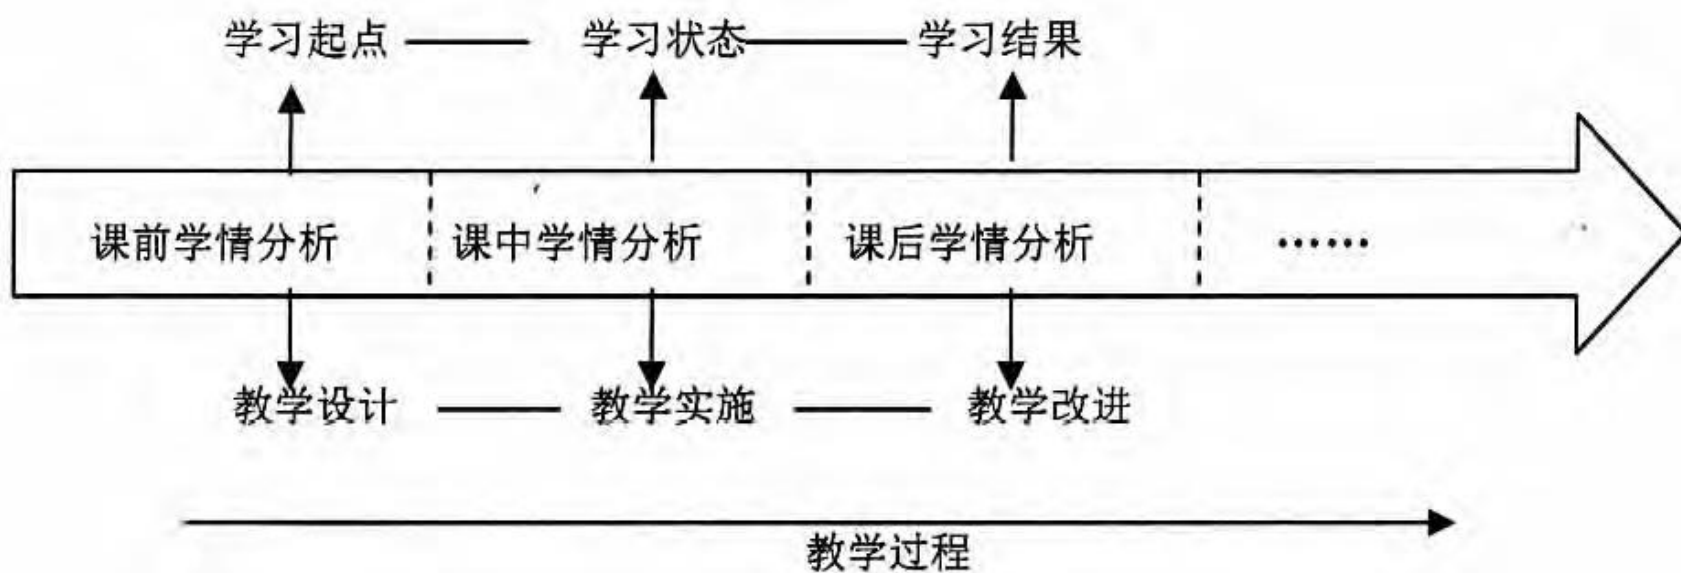 学习起点 学习状态 学习结果
课前学情分析 课中学情分析 课后学情分析 ……
教学设计 教学实施 教学改进
教学过程